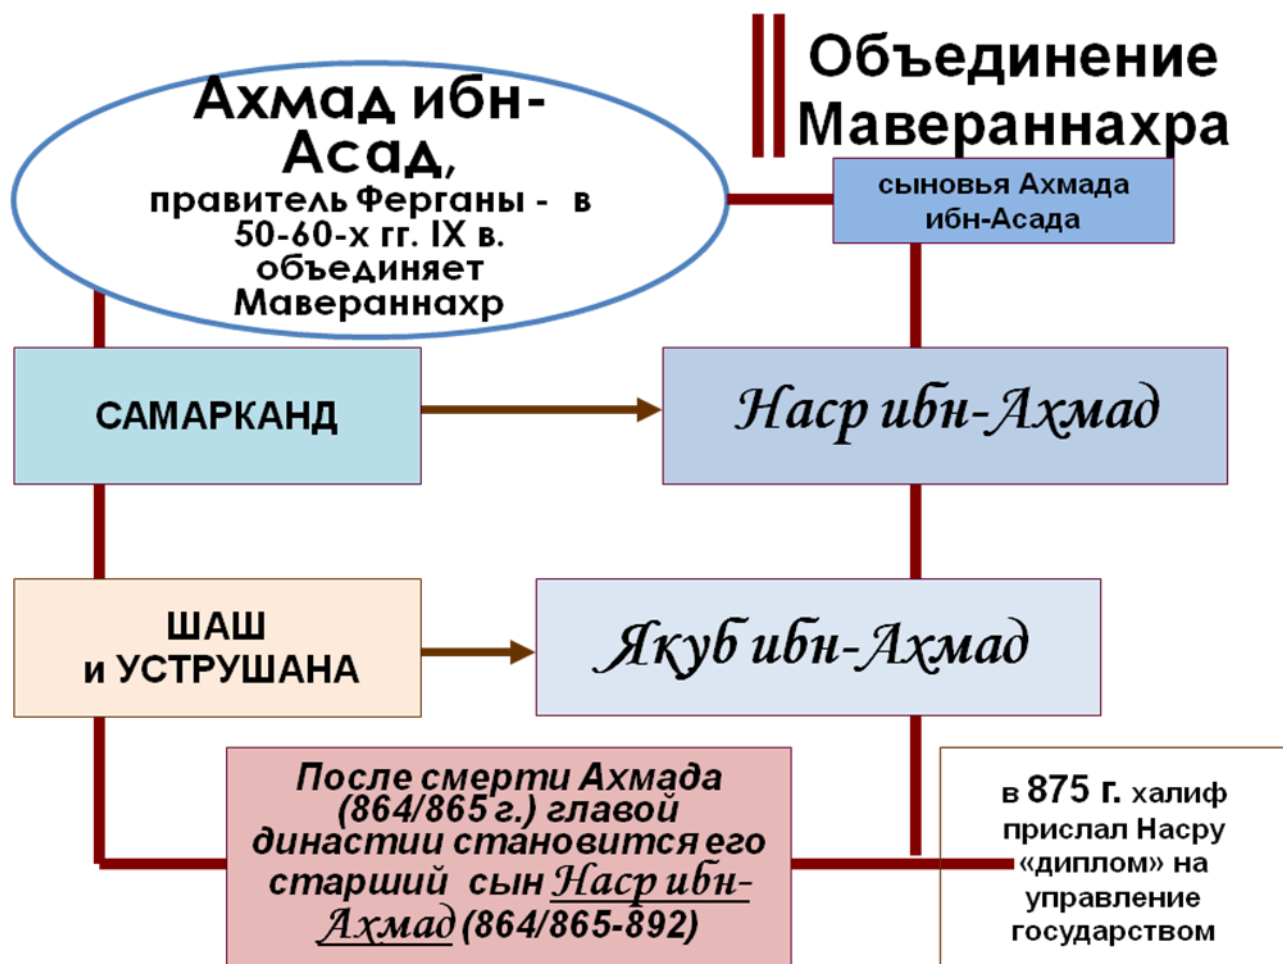 Объединение
Мавераннахра
Ахмад ибн-
Асад,
правитель Ферганы - в
50-60-х гг. IX в.
объединяет
Мавераннахр
сыновья Ахмада
ибн-Асада
САМАРКАНД
Наср ибн-Ахмад
ШАШ
и УСТРУШАНА
Якуб ибн-Ахмад
После смерти Ахмада
(864/865 г.) главой
династии становится его
старший сын Наср ибн-
Ахмад (864/865-892)
в 875 г. халиф
прислал Насру
«диплом» на
управление
государством